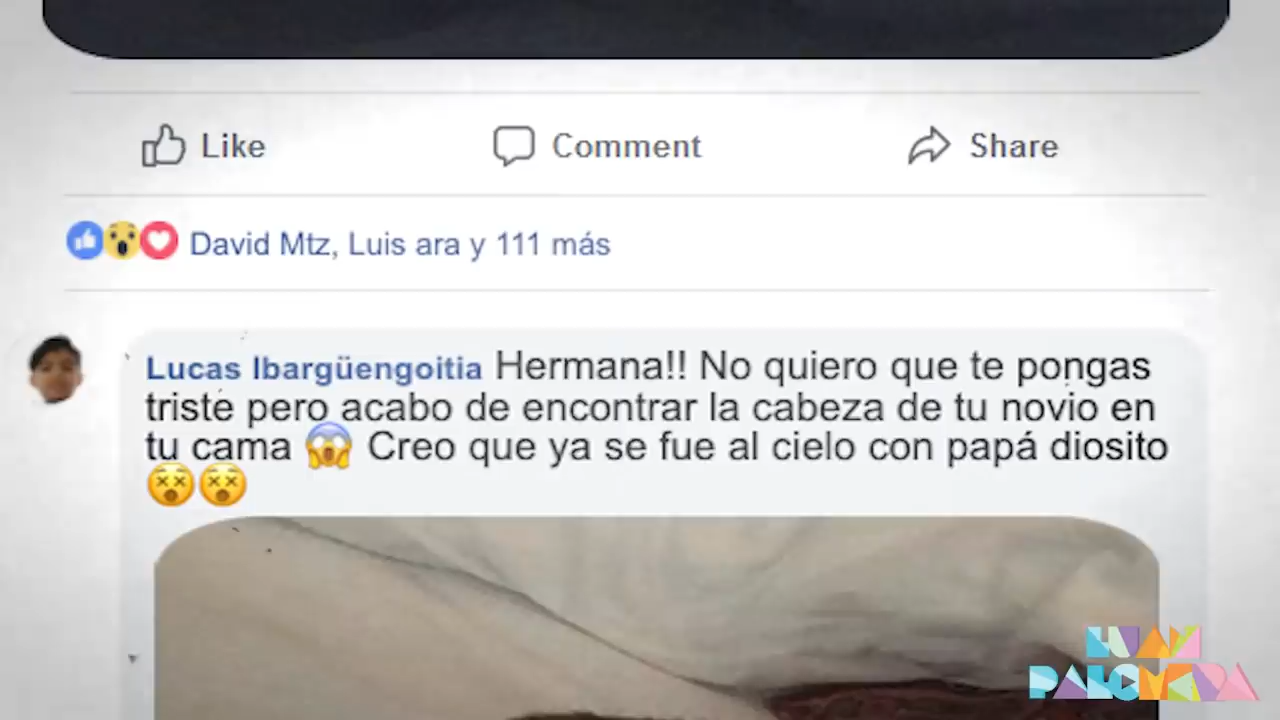 Like
Comment
Share
David Mtz, Luis ara y 111 más
Lucas Ibargüengoitia Hermana!! No quiero que te pongas
triste pero acabo de encontrar la cabeza de tu novio en
tu cama 😱 Creo que ya se fue al cielo con papá diosito
😵😵
JUAN
PALOMERA